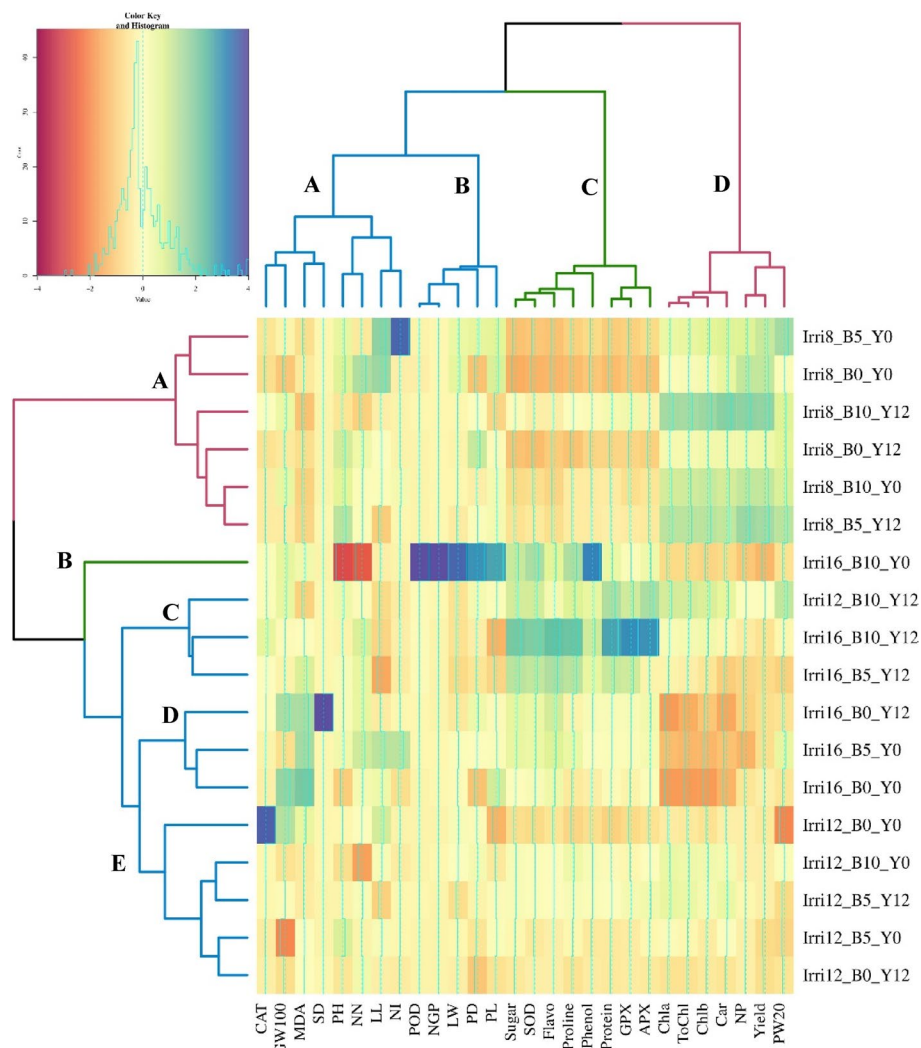 Color Key
and Histogram
40
30
20
10
0
-4 -2 0 2 4
Value
A B C D
A
B
C
D
E
Irri8_B5_Y0
Irri8_B0_Y0
Irri8_B10_Y12
Irri8_B0_Y12
Irri8_B10_Y0
Irri8_B5_Y12
Irri16_B10_Y0
Irri12_B10_Y12
Irri16_B10_Y12
Irri16_B5_Y12
Irri16_B0_Y12
Irri16_B5_Y0
Irri16_B0_Y0
Irri12_B0_Y0
Irri12_B10_Y0
Irri12_B5_Y12
Irri12_B5_Y0
Irri12_B0_Y12
CAT
GW100
MDA
SD
PH
NN
LL
NI
POD
NGP
LW
PD
PL
Sugar
SOD
Flavo
Proline
Phenol
Protein
GPX
APX
Chla
ToChl
Chlb
Car
NP
Yield
PW20